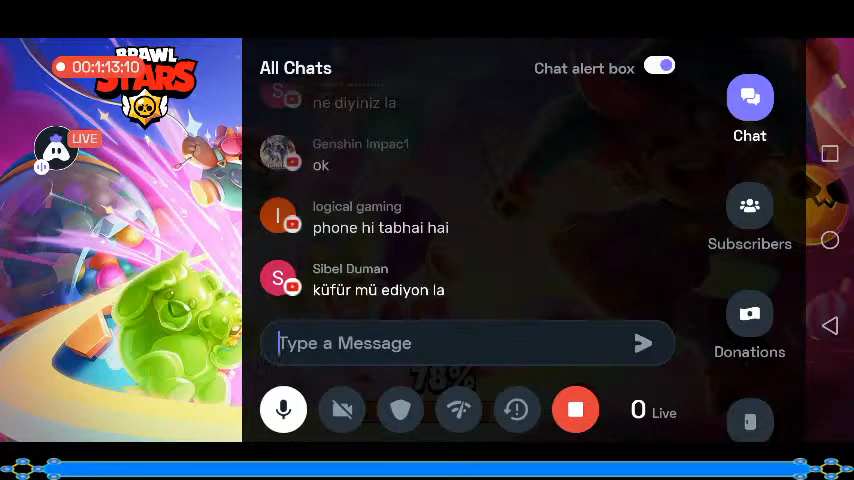 BRAWL
STARS
00:1:13:10
LIVE
All Chats
Chat alert box
S
ne diyiniz la
Genshin Impac1
ok
I
logical gaming
phone hi tabhai hai
S
Sibel Duman
küfür mü ediyon la
Type a Message
78%
0 Live
Chat
Subscribers
Donations